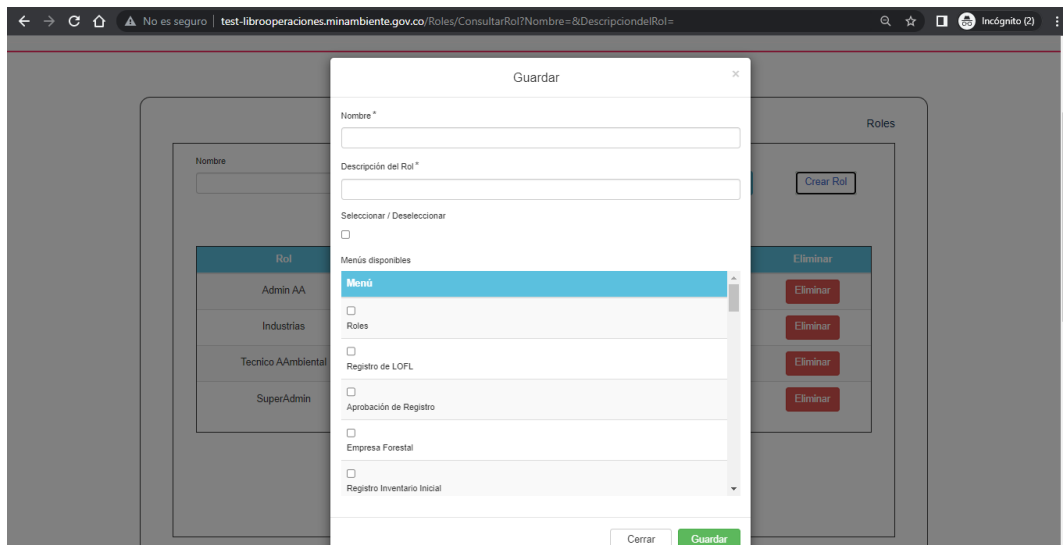 No es seguro | test-librooperaciones.minambiente.gov.co/Roles/ConsultarRol?Nombre=&DescripciondelRol=
Incógnito (2)
Guardar ×
Nombre *
Roles
Nombre
Descripción del Rol *
Crear Rol
Seleccionar / Deseleccionar
Menús disponibles
Rol Eliminar
Menú
Admin AA Eliminar
Roles
Industrias Eliminar
Registro de LOFL
Tecnico AAmbiental Eliminar
Aprobación de Registro
SuperAdmin Eliminar
Empresa Forestal
Registro Inventario Inicial
Cerrar Guardar